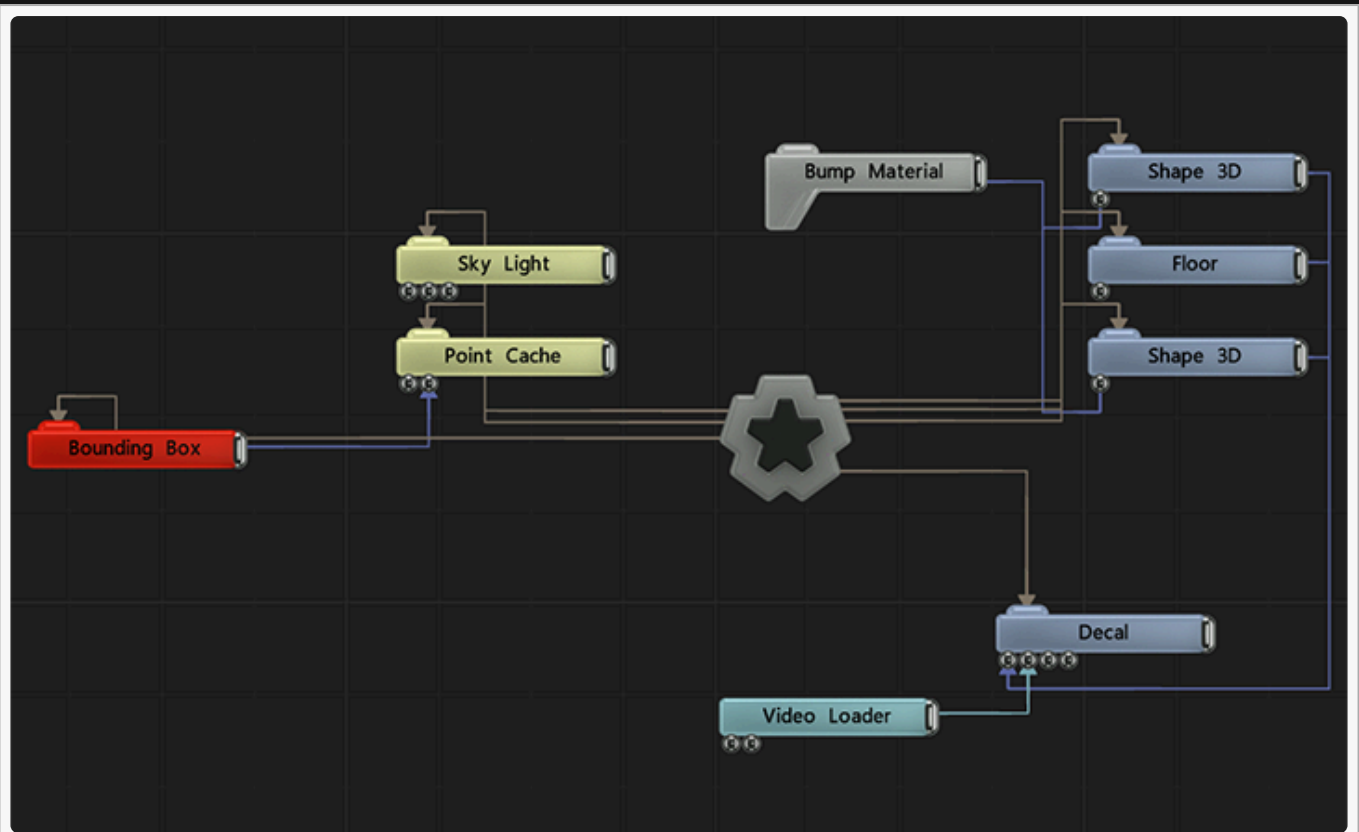 Bump Material
Shape 3D
Sky Light
Floor
Point Cache
Shape 3D
Bounding Box
Decal
Video Loader